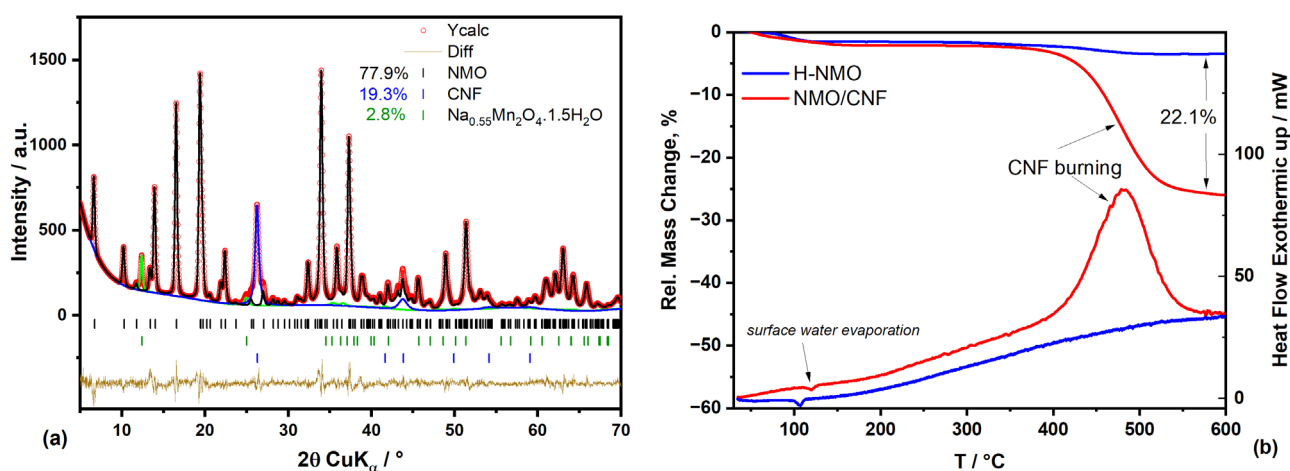 Ycalc
Diff
77.9% NMO
19.3% CNF
2.8% Na0.55Mn2O4.1.5H2O
1500
1250
1000
750
500
250
0
Intensity / a.u.
10 20 30 40 50 60 70
2θ CuKα / °
(a)
0
−10
−20
−30
−40
−50
−60
Rel. Mass Change, %
H-NMO
NMO/CNF
22.1%
CNF burning
surface water evaporation
100
50
0
Heat Flow Exothermic up / mW
100 200 300 400 500 600
T / °C
(b)